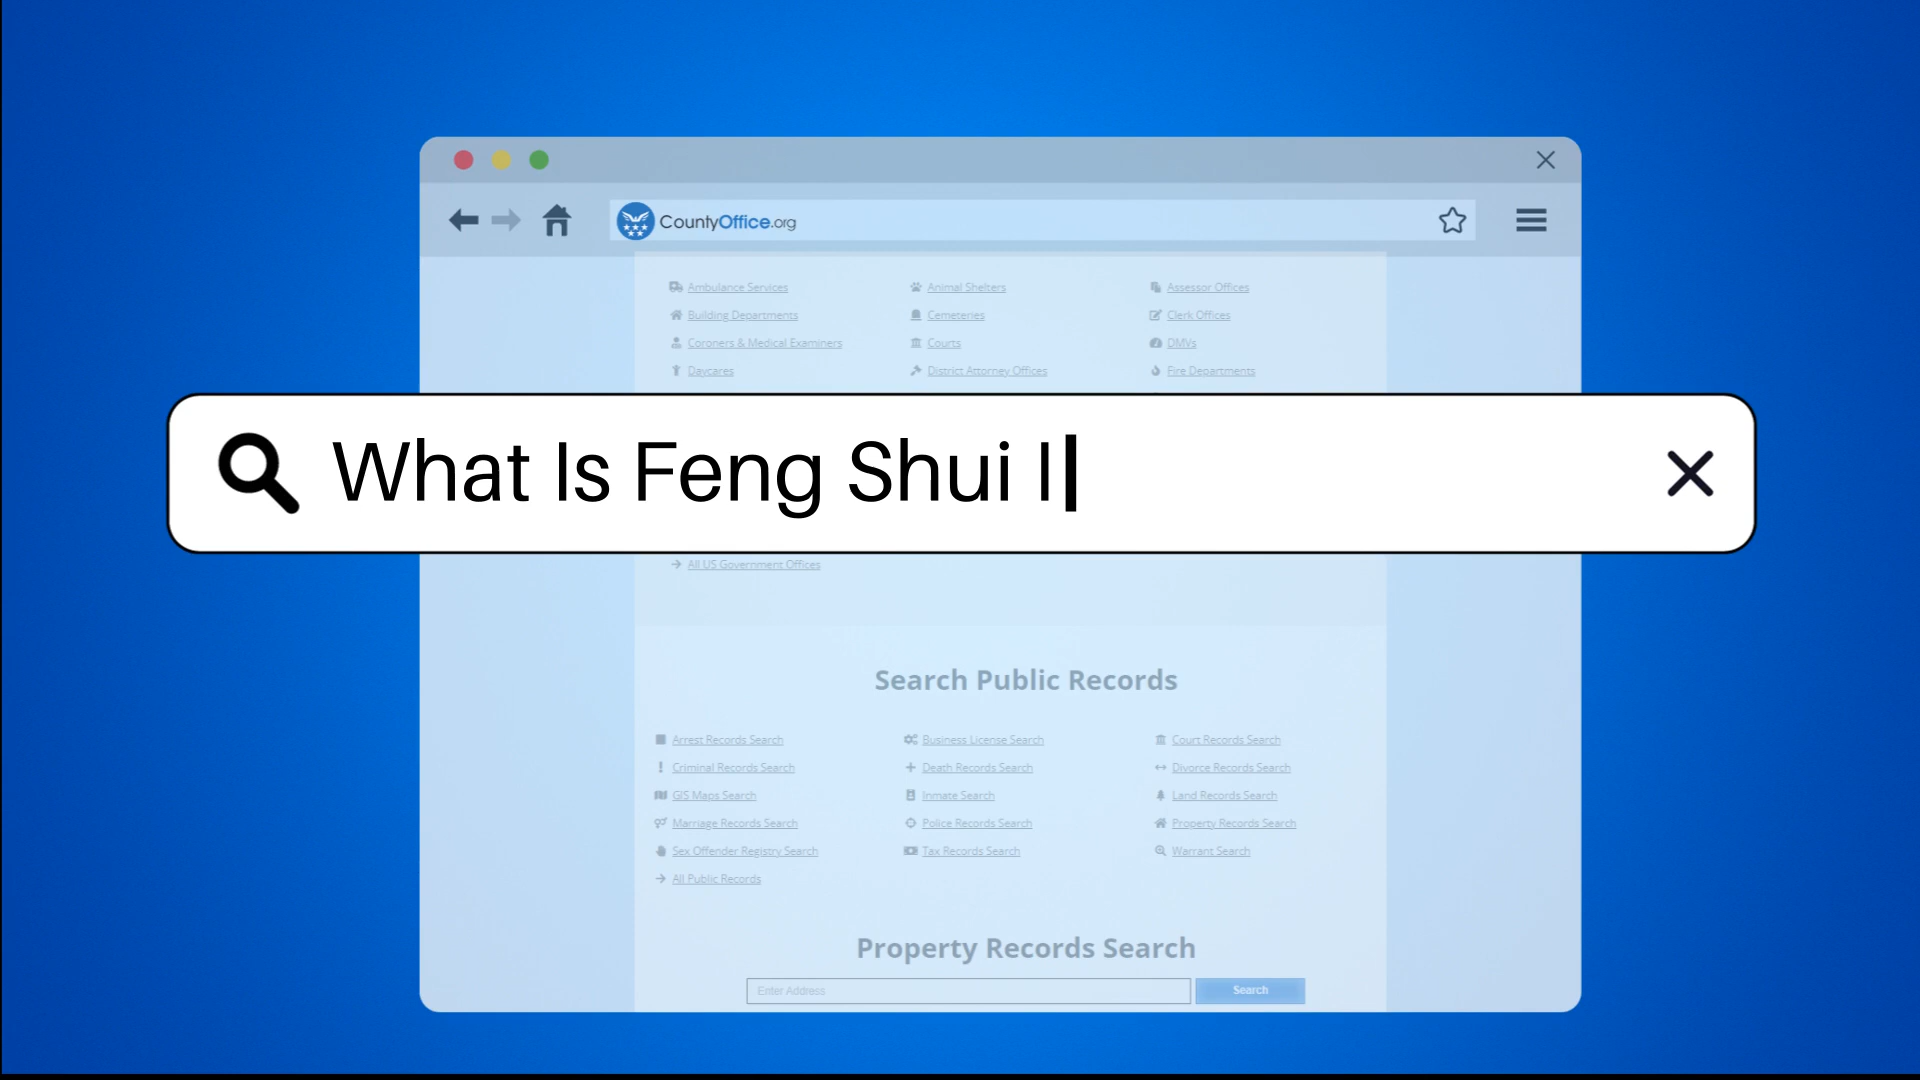 CountyOffice.org
Ambulance Services Animal Shelters Assessor Offices
Building Departments Cemeteries Clerk Offices
Coroners & Medical Examiners Courts DMVs
Daycares District Attorney Offices Fire Departments
What Is Feng Shui I
All US Government Offices
Search Public Records
Arrest Records Search Business License Search Court Records Search
Criminal Records Search Death Records Search Divorce Records Search
GIS Maps Search Inmate Search Land Records Search
Marriage Records Search Police Records Search Property Records Search
Sex Offender Registry Search Tax Records Search Warrant Search
All Public Records
Property Records Search
Enter Address Search